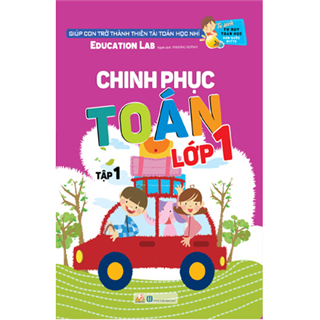 GIÚP CON TRỞ THÀNH THIÊN TÀI TOÁN HỌC NHÍ
EDUCATION LAB
CHINH PHỤC
TOÁN
LỚP 1
TẬP 1